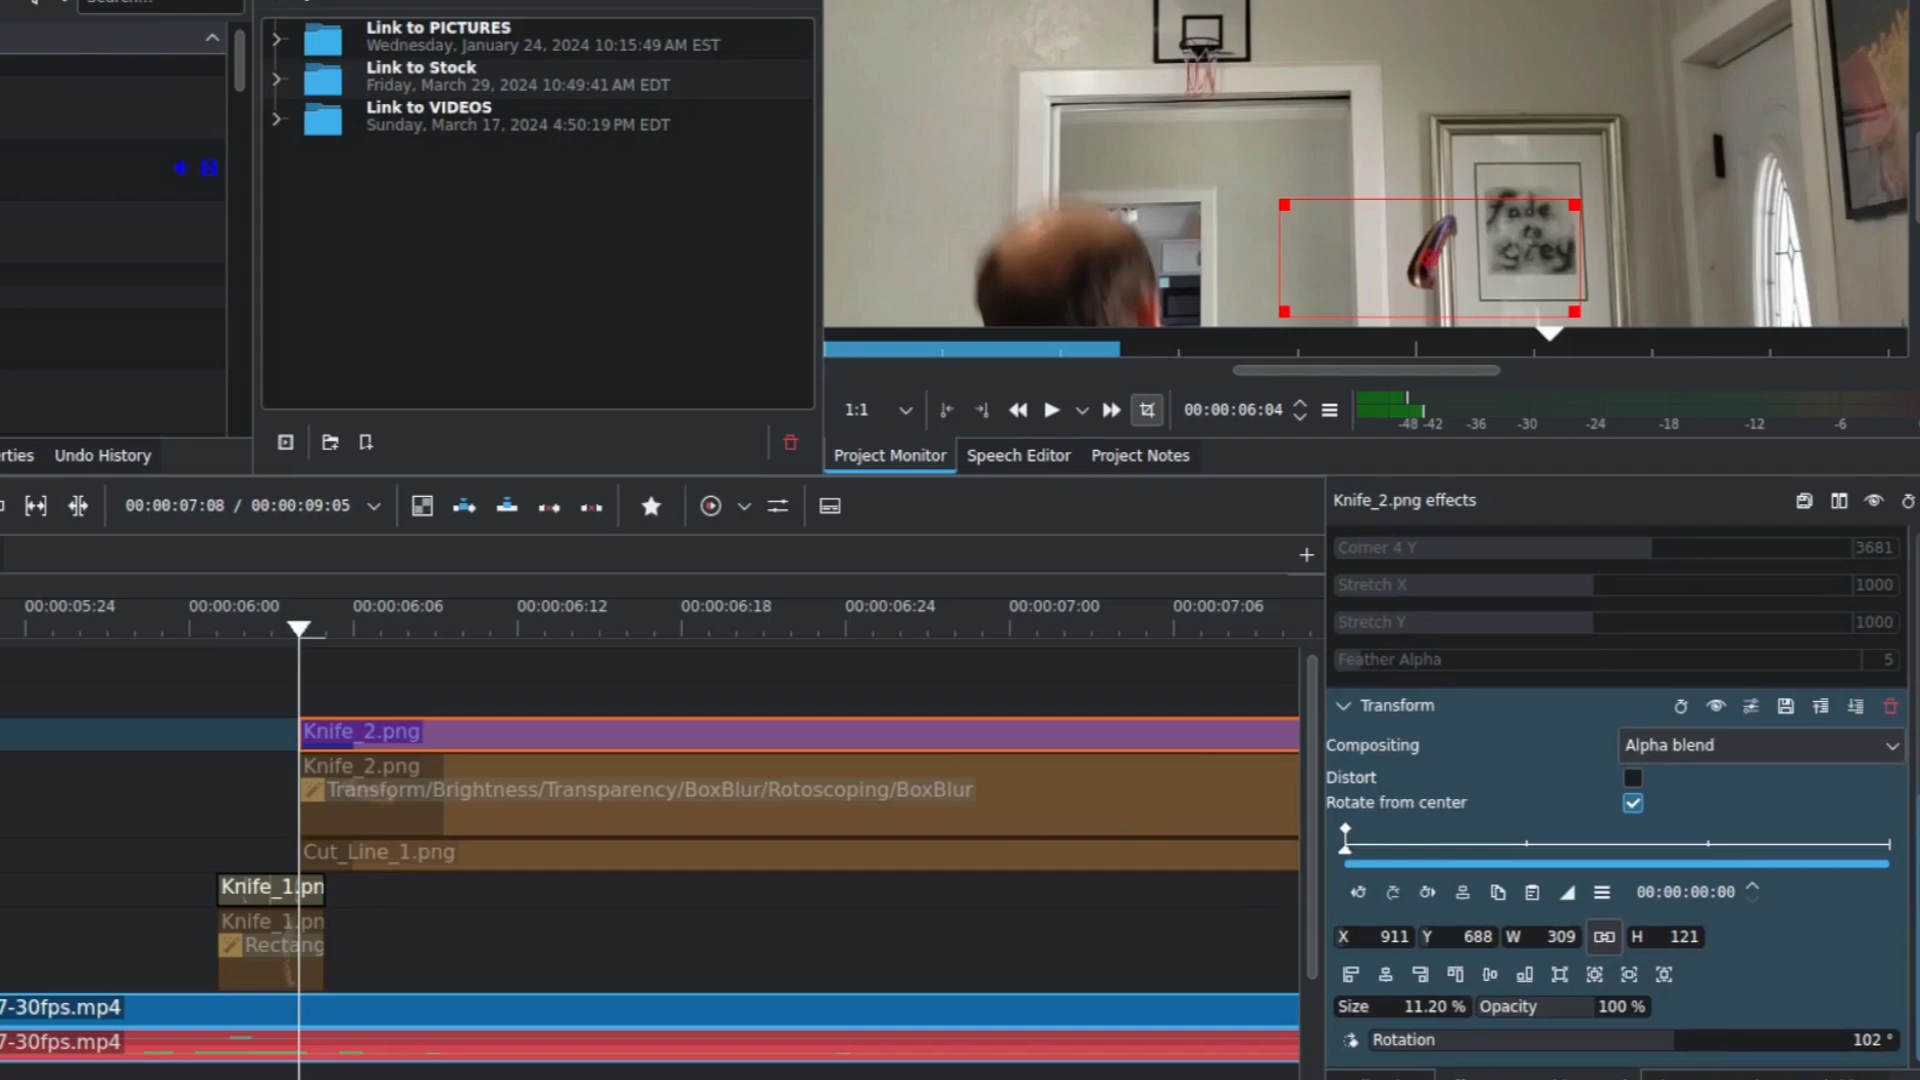 Search...
Link to PICTURES
Wednesday, January 24, 2024 10:15:49 AM EST
Link to Stock
Friday, March 29, 2024 10:49:41 AM EDT
Link to VIDEOS
Sunday, March 17, 2024 4:50:19 PM EDT
fade
to
grey
1:1
00:00:06:04
-48 -42 -36 -30 -24 -18 -12 -6
rties Undo History
Project Monitor Speech Editor Project Notes
00:00:07:08 / 00:00:09:05
Knife_2.png effects
Corner 4 Y 3681
Stretch X 1000
Stretch Y 1000
Feather Alpha 5
00:00:05:24 00:00:06:00 00:00:06:06 00:00:06:12 00:00:06:18 00:00:06:24 00:00:07:00 00:00:07:06
Transform
Compositing Alpha blend
Distort
Rotate from center
00:00:00:00
X 911 Y 688 W 309 H 121
Size 11.20 % Opacity 100 %
Rotation 102 °
Knife_2.png
Knife_2.png
Transform/Brightness/Transparency/BoxBlur/Rotoscoping/BoxBlur
Cut_Line_1.png
Knife_1.pn
Knife_1.pn
Rectang
7-30fps.mp4
7-30fps.mp4